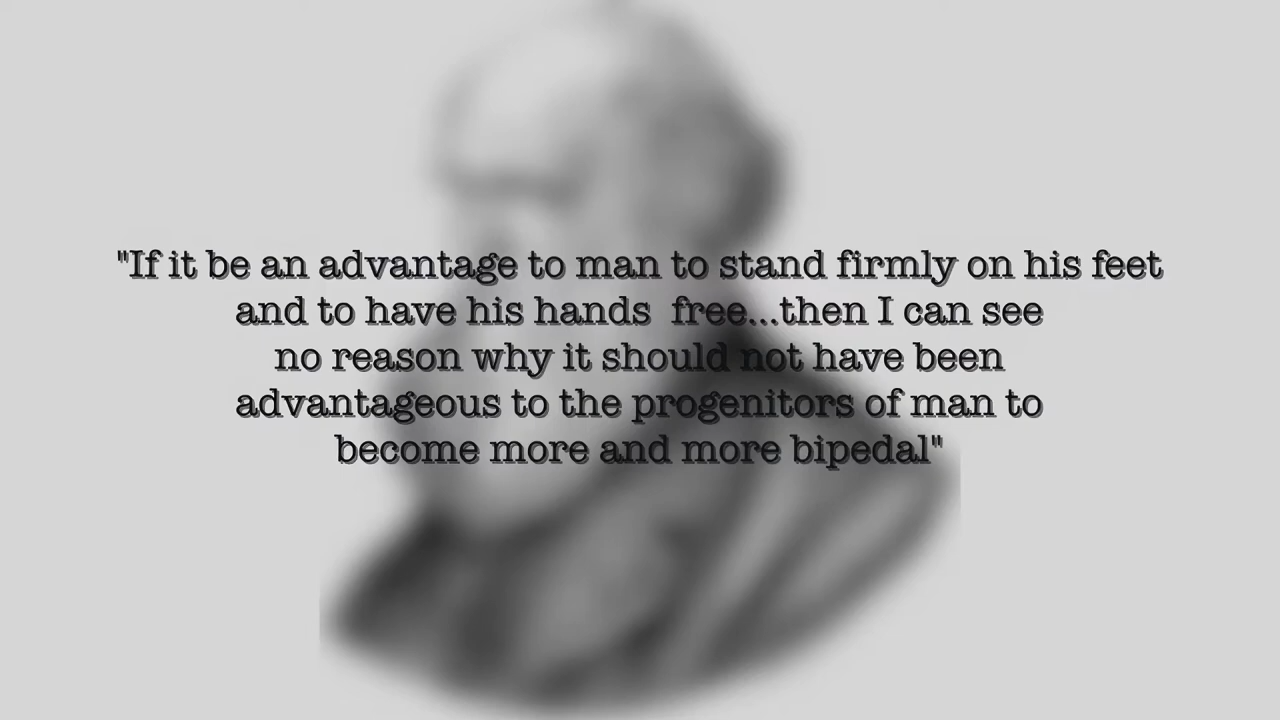 "If it be an advantage to man to stand firmly on his feet
and to have his hands  free...then I can see
no reason why it should not have been
advantageous to the progenitors of man to
become more and more bipedal"